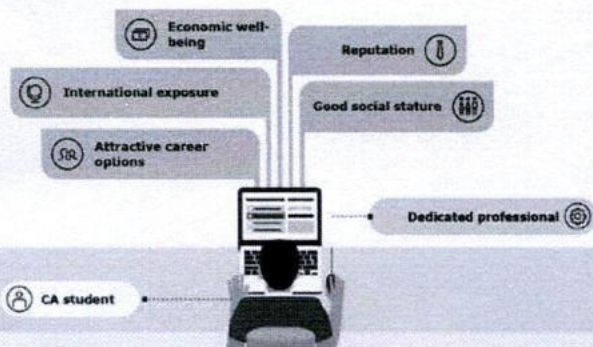 Economic well-
being
Reputation
International exposure
Good social stature
Attractive career
options
Dedicated professional
CA student